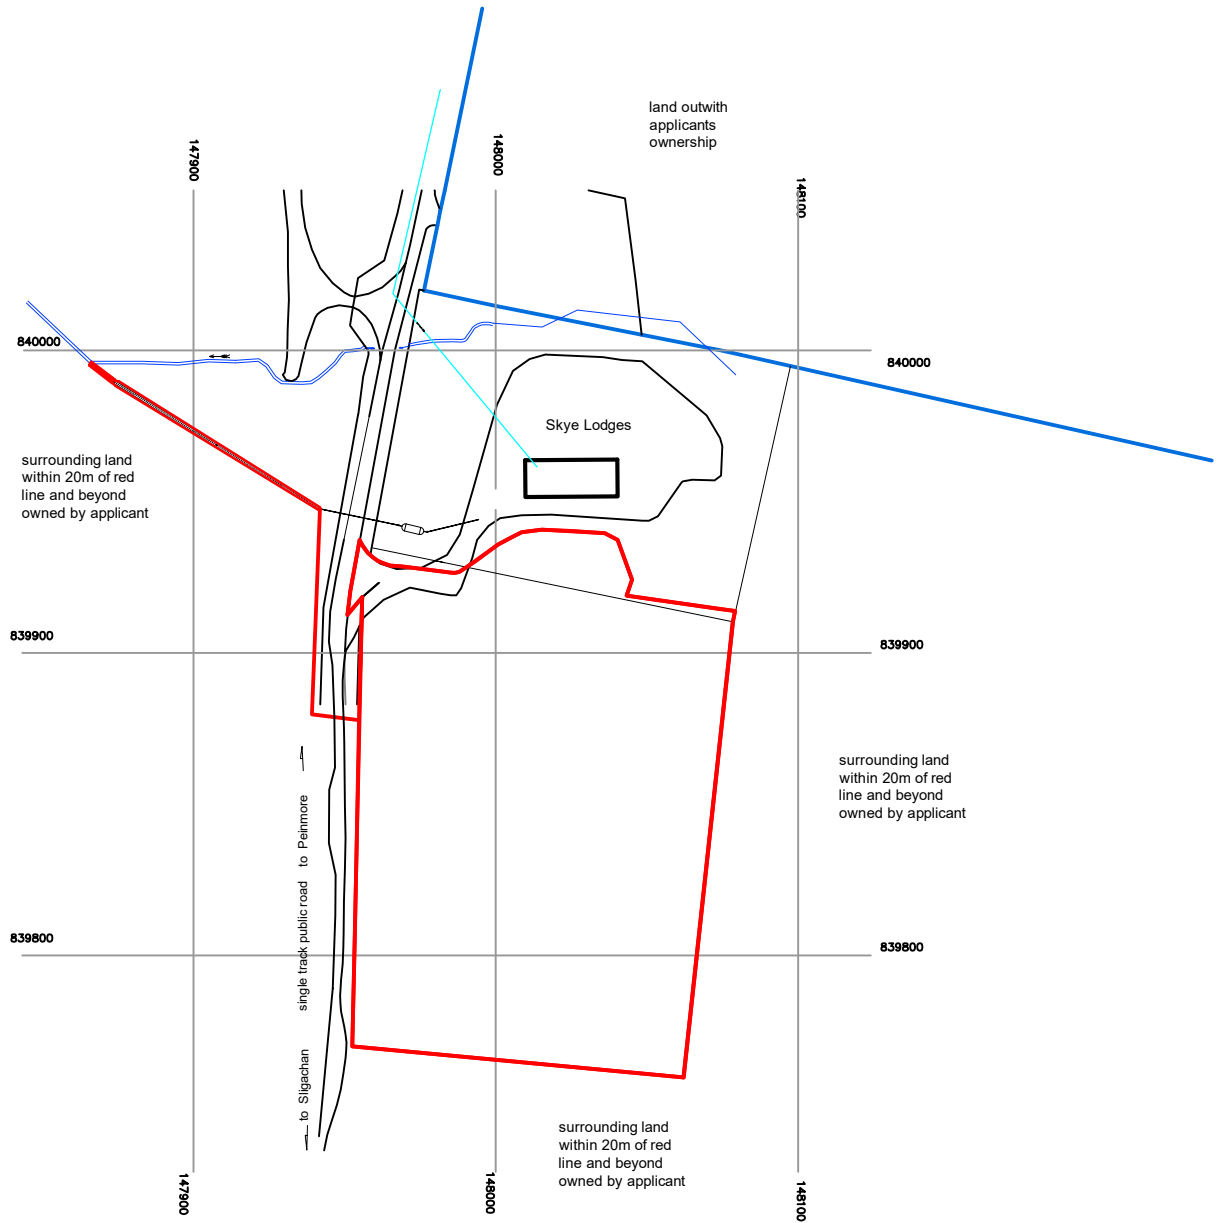 land outwith
applicants
ownership
147900
148000
148100
840000
840000
Skye Lodges
surrounding land
within 20m of red
line and beyond
owned by applicant
839900
839900
surrounding land
within 20m of red
line and beyond
owned by applicant
to Sligachan single track public road to Peinmore
839800
839800
surrounding land
within 20m of red
line and beyond
owned by applicant
147900
148000
148100